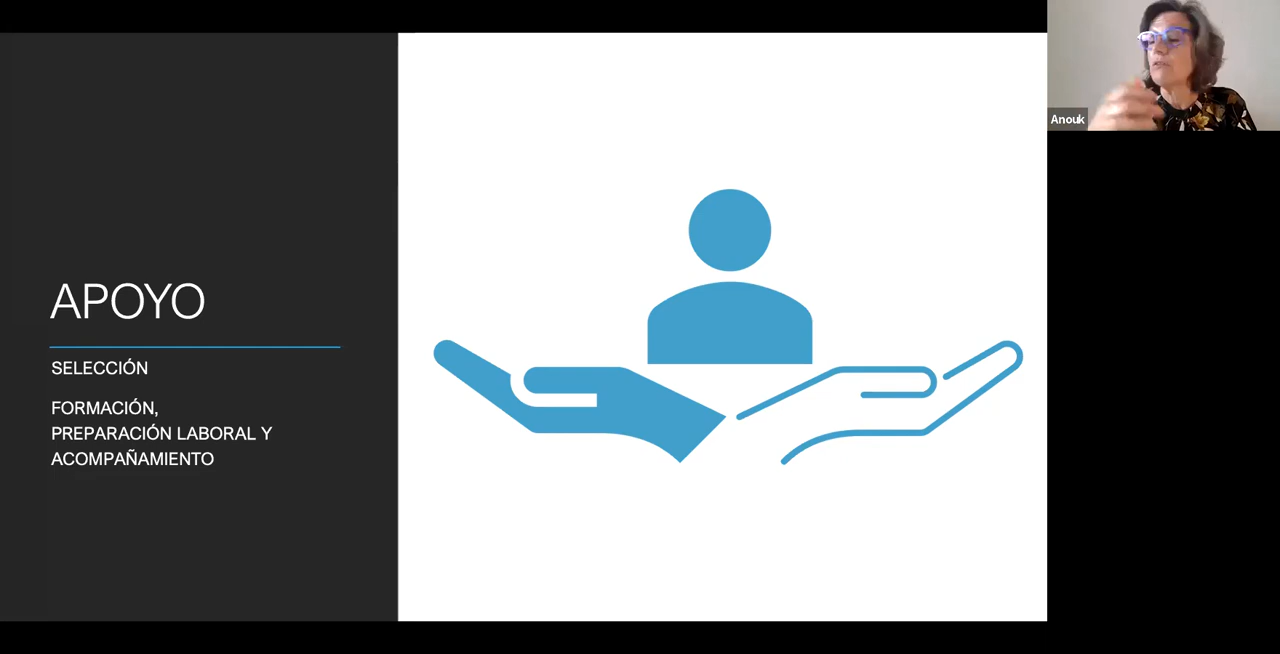 APOYO
SELECCIÓN
FORMACIÓN,
PREPARACIÓN LABORAL Y
ACOMPAÑAMIENTO
Anouk